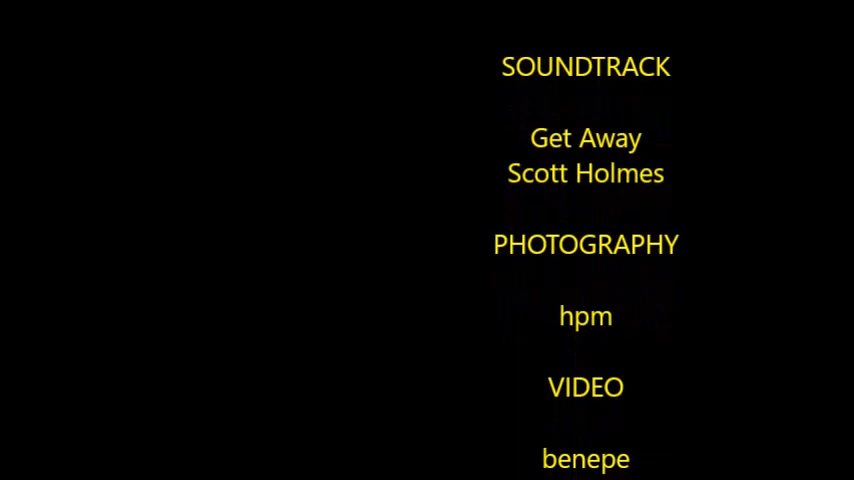 SOUNDTRACK
Get Away
Scott Holmes
PHOTOGRAPHY
hpm
VIDEO
benepe